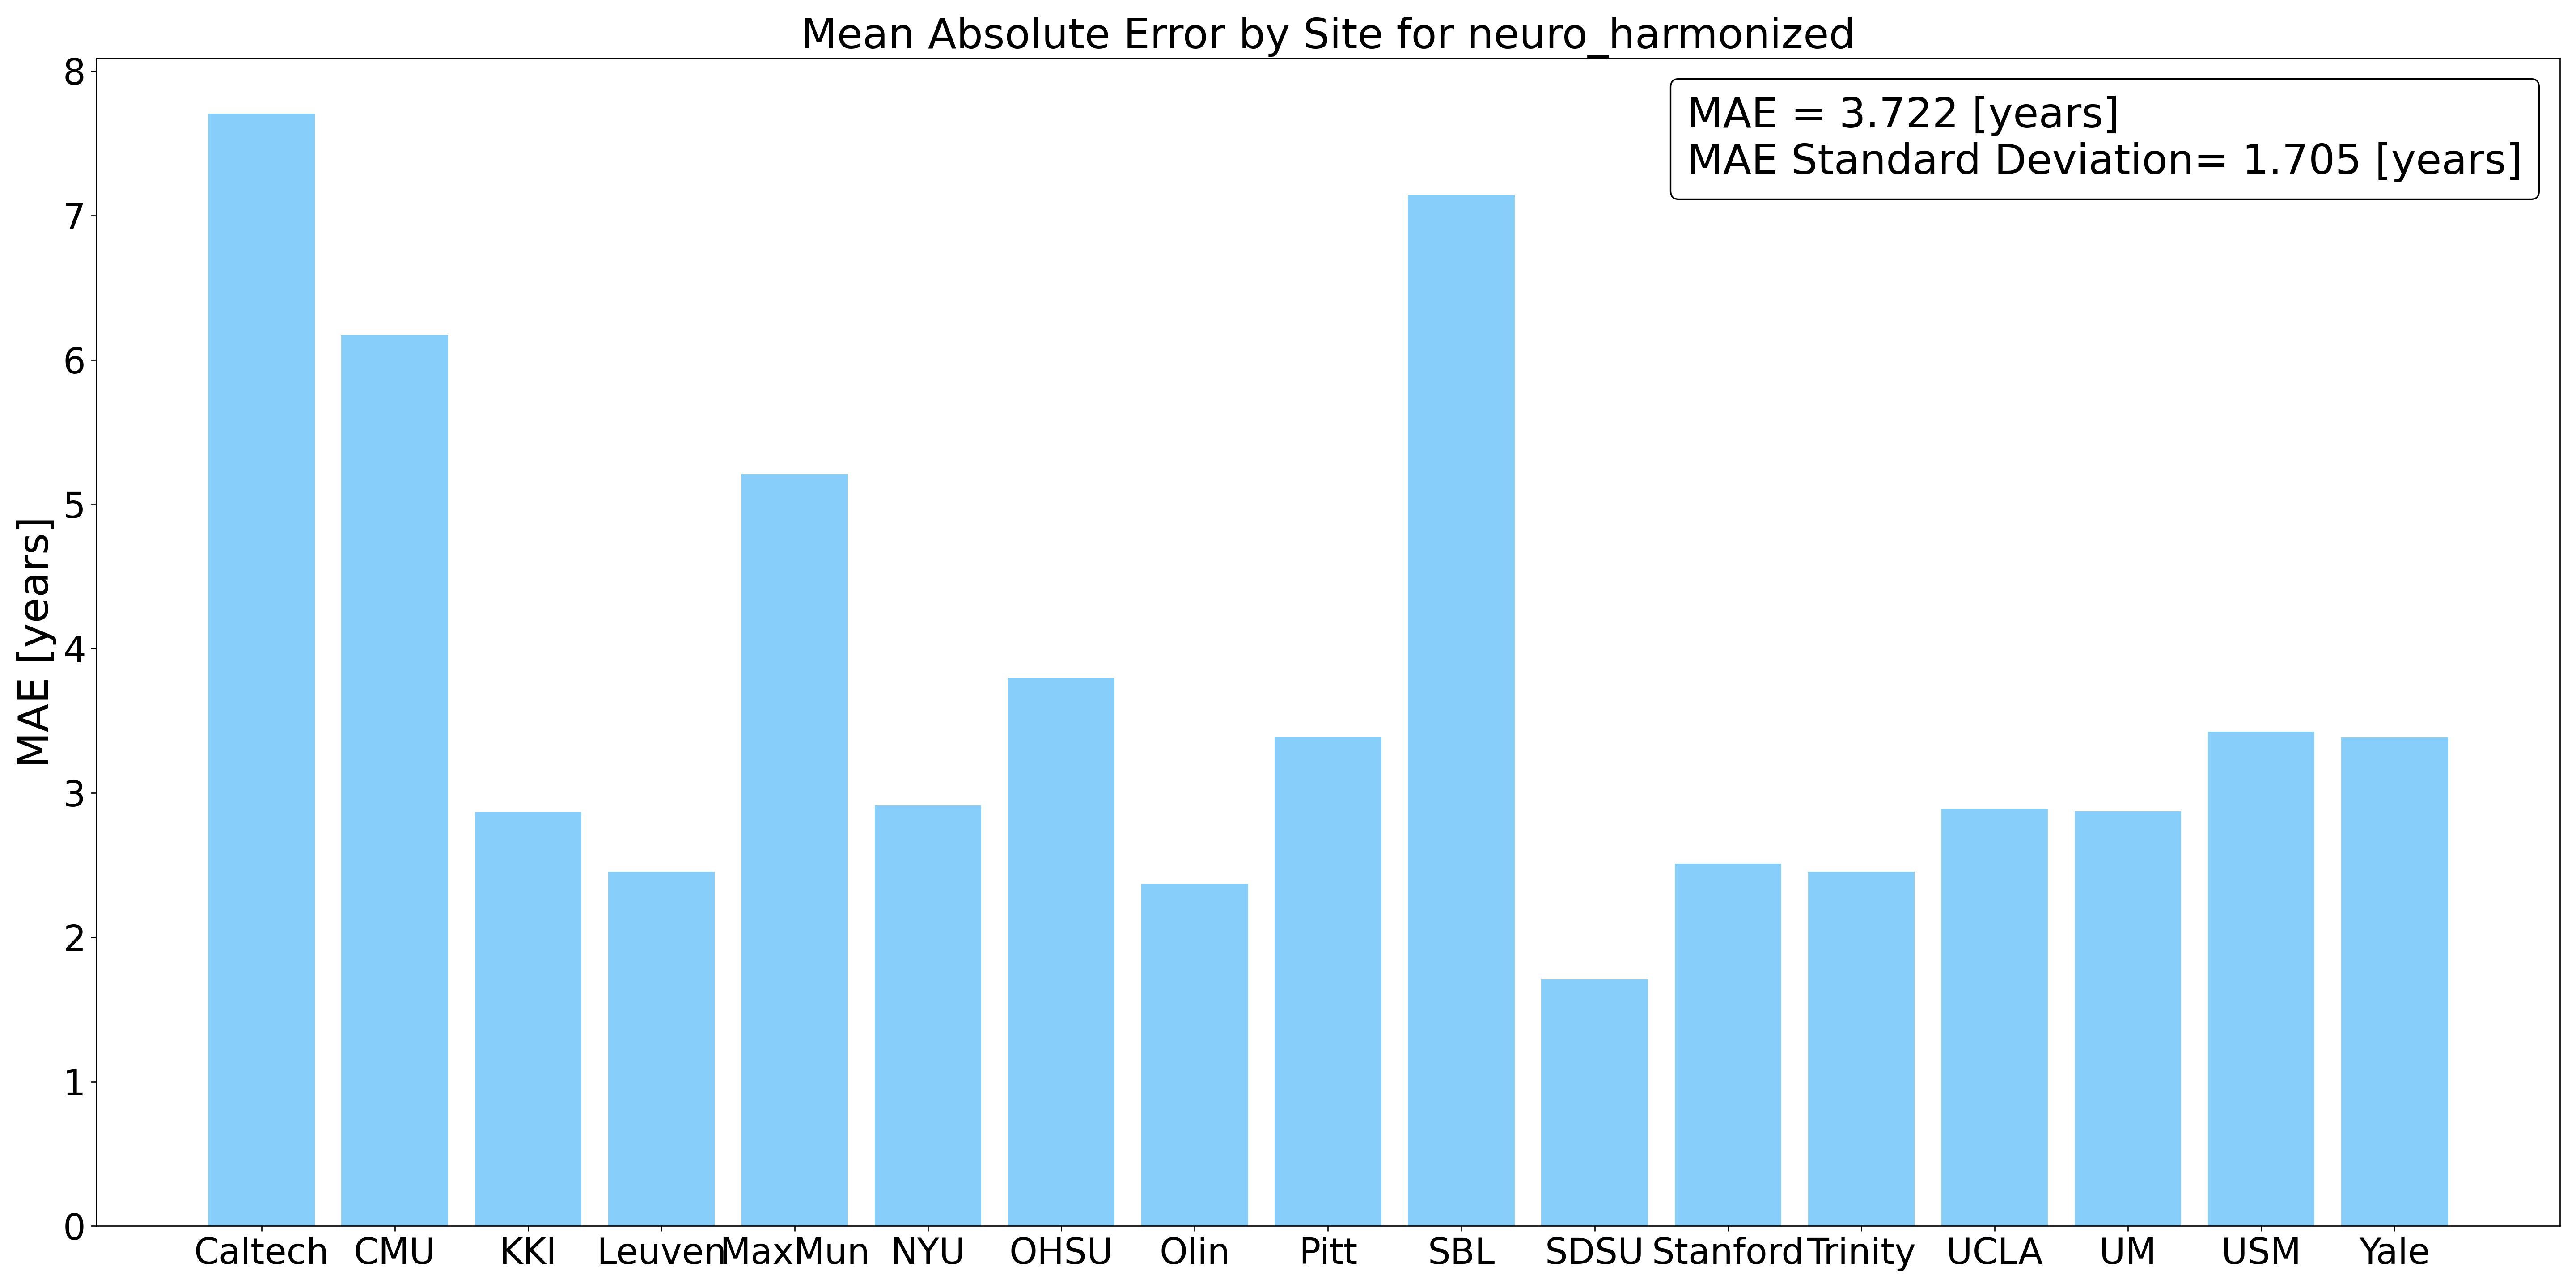 Mean Absolute Error by Site for neuro_harmonized
MAE = 3.722 [years]
MAE Standard Deviation= 1.705 [years]
MAE [years]
8
7
6
5
4
3
2
1
0
Caltech CMU KKI Leuven MaxMun NYU OHSU Olin Pitt SBL SDSU Stanford Trinity UCLA UM USM Yale